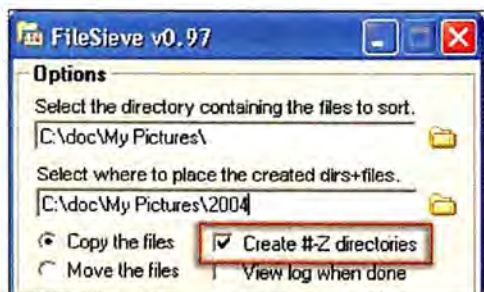 FileSieve v0.97
Options
Select the directory containing the files to sort.
C:\doc\My Pictures\
Select where to place the created dirs+files.
C:\doc\My Pictures\2004
Copy the files Create #-Z directories
Move the files View log when done